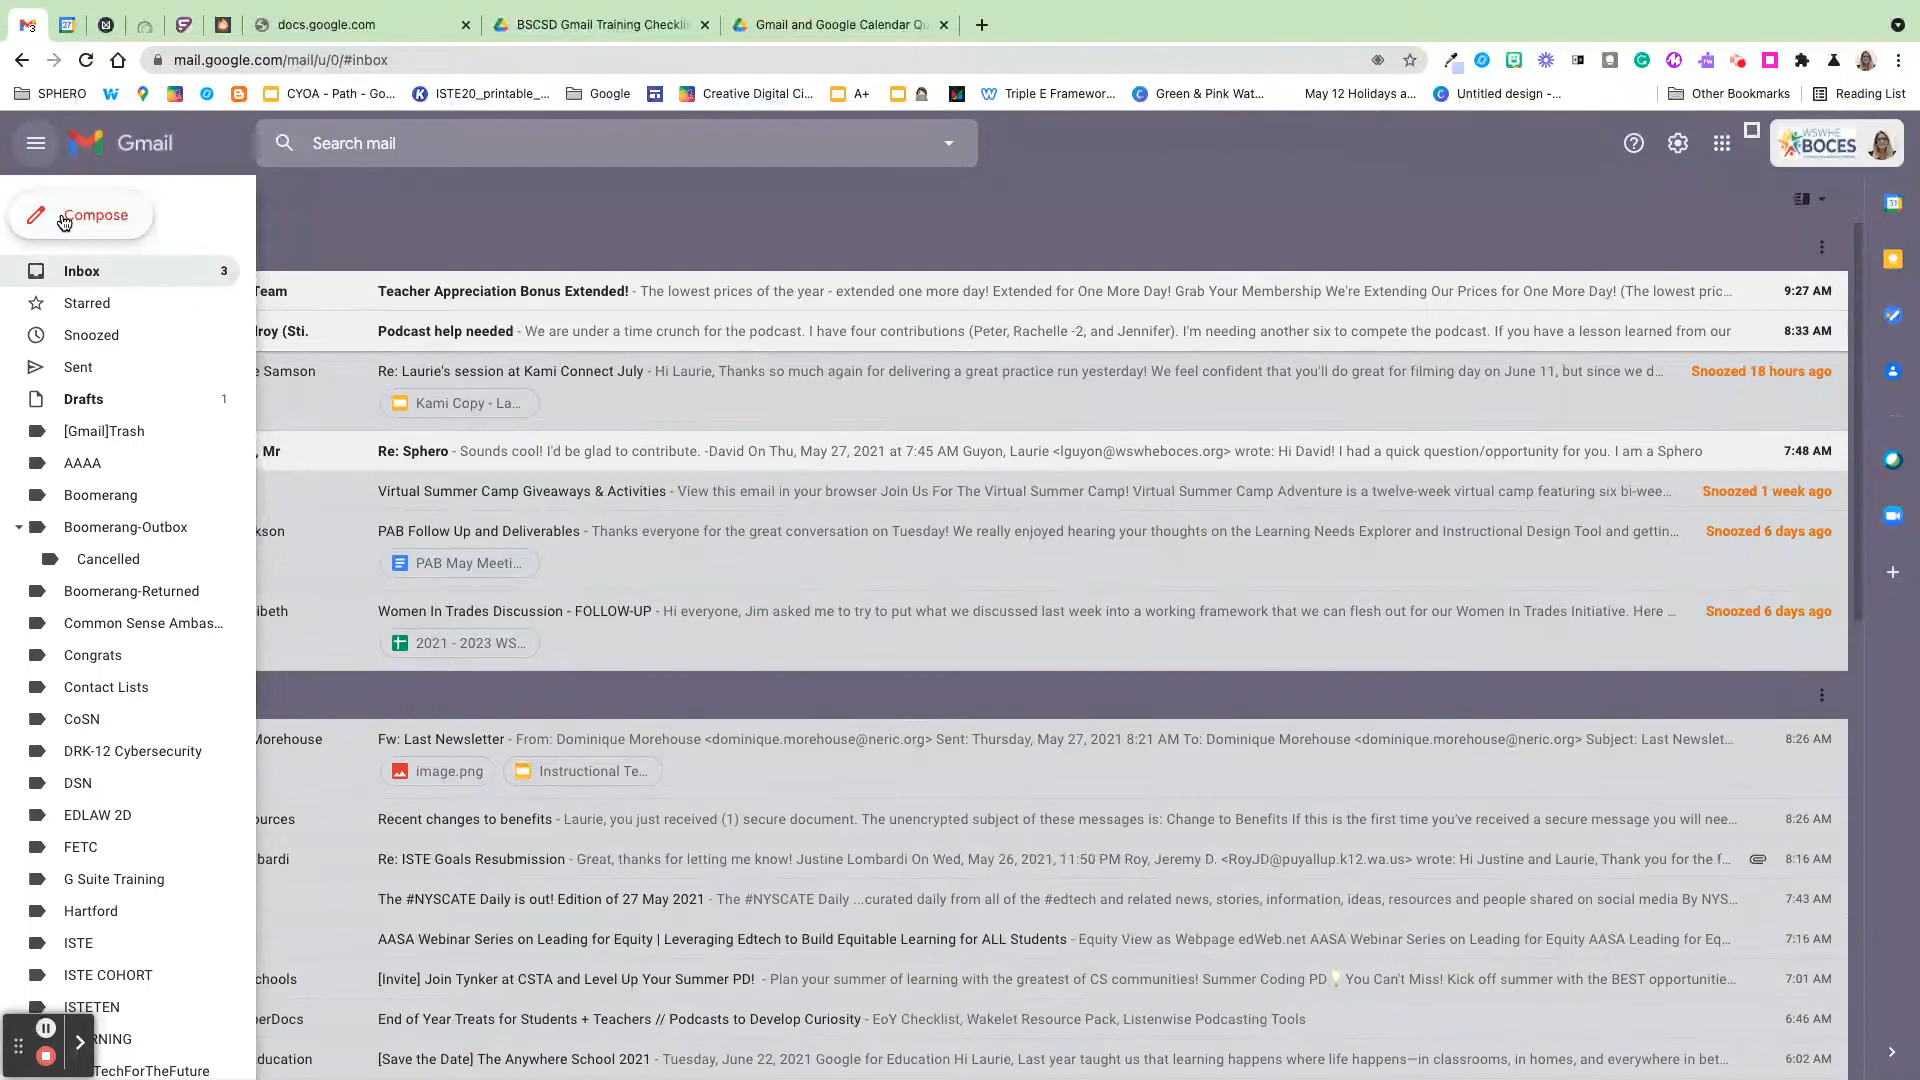 docs.google.com
BSCSD Gmail Training Checkli
Gmail and Google Calendar Qu
mail.google.com/mail/u/0/#inbox
SPHERO
CYOA - Path - Go...
ISTE20_printable_...
Google
Creative Digital Ci...
A+
Triple E Framewor...
Green & Pink Wat...
May 12 Holidays a...
Untitled design -...
Other Bookmarks
Reading List
Gmail
Search mail
WSWHE
BOCES
Compose
Inbox 3
Starred
Snoozed
Sent
Drafts 1
[Gmail]Trash
AAAA
Boomerang
Boomerang-Outbox
Cancelled
Boomerang-Returned
Common Sense Ambas...
Congrats
Contact Lists
CoSN
DRK-12 Cybersecurity
DSN
EDLAW 2D
FETC
G Suite Training
Hartford
ISTE
ISTE COHORT
ISTETEN
RNING
TechForTheFuture
Team Teacher Appreciation Bonus Extended! - The lowest prices of the year - extended one more day! Extended for One More Day! Grab Your Membership We're Extending Our Prices for One More Day! (The lowest pric... 9:27 AM
lroy (Sti. Podcast help needed - We are under a time crunch for the podcast. I have four contributions (Peter, Rachelle -2, and Jennifer). I'm needing another six to compete the podcast. If you have a lesson learned from our 8:33 AM
e Samson Re: Laurie's session at Kami Connect July - Hi Laurie, Thanks so much again for delivering a great practice run yesterday! We feel confident that you'll do great for filming day on June 11, but since we d... Snoozed 18 hours ago
Kami Copy - La...
, Mr Re: Sphero - Sounds cool! I'd be glad to contribute. -David On Thu, May 27, 2021 at 7:45 AM Guyon, Laurie <lguyon@wswheboces.org> wrote: Hi David! I had a quick question/opportunity for you. I am a Sphero 7:48 AM
Virtual Summer Camp Giveaways & Activities - View this email in your browser Join Us For The Virtual Summer Camp! Virtual Summer Camp Adventure is a twelve-week virtual camp featuring six bi-wee... Snoozed 1 week ago
kson PAB Follow Up and Deliverables - Thanks everyone for the great conversation on Tuesday! We really enjoyed hearing your thoughts on the Learning Needs Explorer and Instructional Design Tool and gettin... Snoozed 6 days ago
PAB May Meeti...
ibeth Women In Trades Discussion - FOLLOW-UP - Hi everyone, Jim asked me to try to put what we discussed last week into a working framework that we can flesh out for our Women In Trades Initiative. Here ... Snoozed 6 days ago
2021 - 2023 WS...
Morehouse Fw: Last Newsletter - From: Dominique Morehouse <dominique.morehouse@neric.org> Sent: Thursday, May 27, 2021 8:21 AM To: Dominique Morehouse <dominique.morehouse@neric.org> Subject: Last Newslet... 8:26 AM
image.png Instructional Te...
ources Recent changes to benefits - Laurie, you just received (1) secure document. The unencrypted subject of these messages is: Change to Benefits If this is the first time you've received a secure message you will nee... 8:26 AM
bardi Re: ISTE Goals Resubmission - Great, thanks for letting me know! Justine Lombardi On Wed, May 26, 2021, 11:50 PM Roy, Jeremy D. <RoyJD@puyallup.k12.wa.us> wrote: Hi Justine and Laurie, Thank you for the f... 8:16 AM
The #NYSCATE Daily is out! Edition of 27 May 2021 - The #NYSCATE Daily ...curated daily from all of the #edtech and related news, stories, information, ideas, resources and people shared on social media By NYS... 7:43 AM
AASA Webinar Series on Leading for Equity | Leveraging Edtech to Build Equitable Learning for ALL Students - Equity View as Webpage edWeb.net AASA Webinar Series on Leading for Equity AASA Leading for Eq... 7:16 AM
chools [Invite] Join Tynker at CSTA and Level Up Your Summer PD! - Plan your summer of learning with the greatest of CS communities! Summer Coding PD💡You Can't Miss! Kick off summer with the BEST opportunitie... 7:01 AM
perDocs End of Year Treats for Students + Teachers // Podcasts to Develop Curiosity - EoY Checklist, Wakelet Resource Pack, Listenwise Podcasting Tools 6:46 AM
ducation [Save the Date] The Anywhere School 2021 - Tuesday, June 22, 2021 Google for Education Hi Laurie, Last year taught us that learning happens where life happens—in classrooms, in homes, and everywhere in bet... 6:02 AM